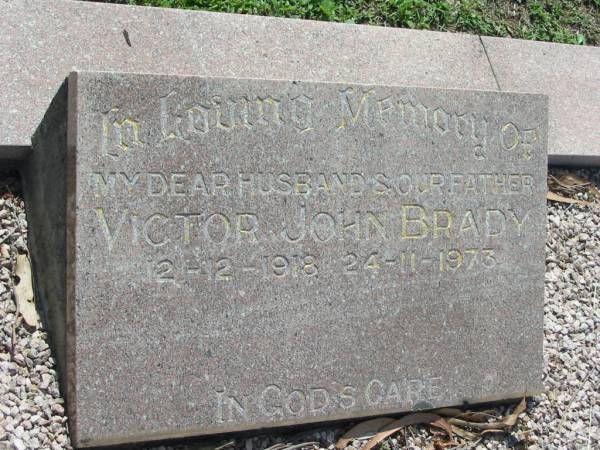 In Loving Memory OF
MY DEAR HUSBAND & OUR FATHER
VICTOR JOHN BRADY
12-12-1918 24-11-1973
IN GOD'S CARE